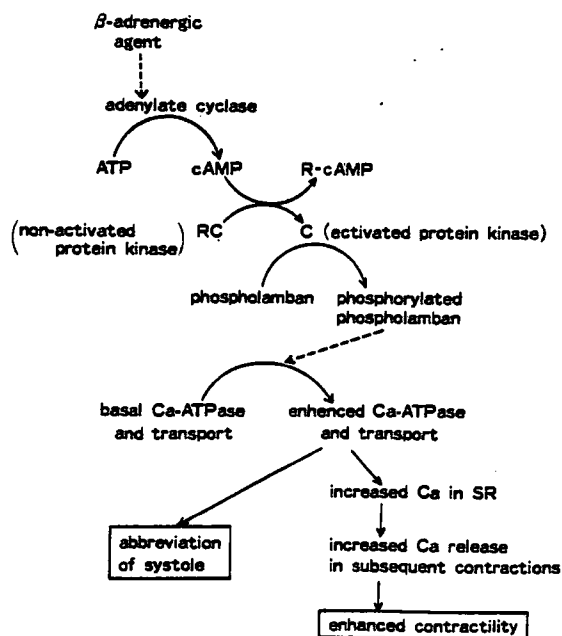 β-adrenergic
agent
adenylate cyclase
ATP cAMP R-cAMP
(non-activated
protein kinase) RC C (activated protein kinase)
phospholamban phosphorylated
phospholamban
basal Ca-ATPase enhenced Ca-ATPase
and transport and transport
increased Ca in SR
abbreviation
of systole
increased Ca release
in subsequent contractions
enhanced contractility